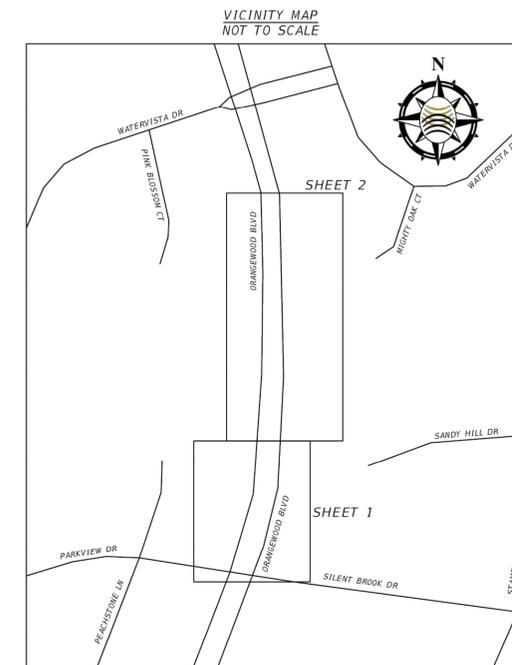 VICINITY MAP
NOT TO SCALE
N
WATERVISTA DR
PINK BLOSSOM CT
WATERVISTA D
SHEET 2
MIGHTY OAK CT
ORANGEWOOD BLVD
SANDY HILL DR
SHEET 1
ORANGEWOOD BLVD
PARKVIEW DR
SILENT BROOK DR
PEACHSTONE LN